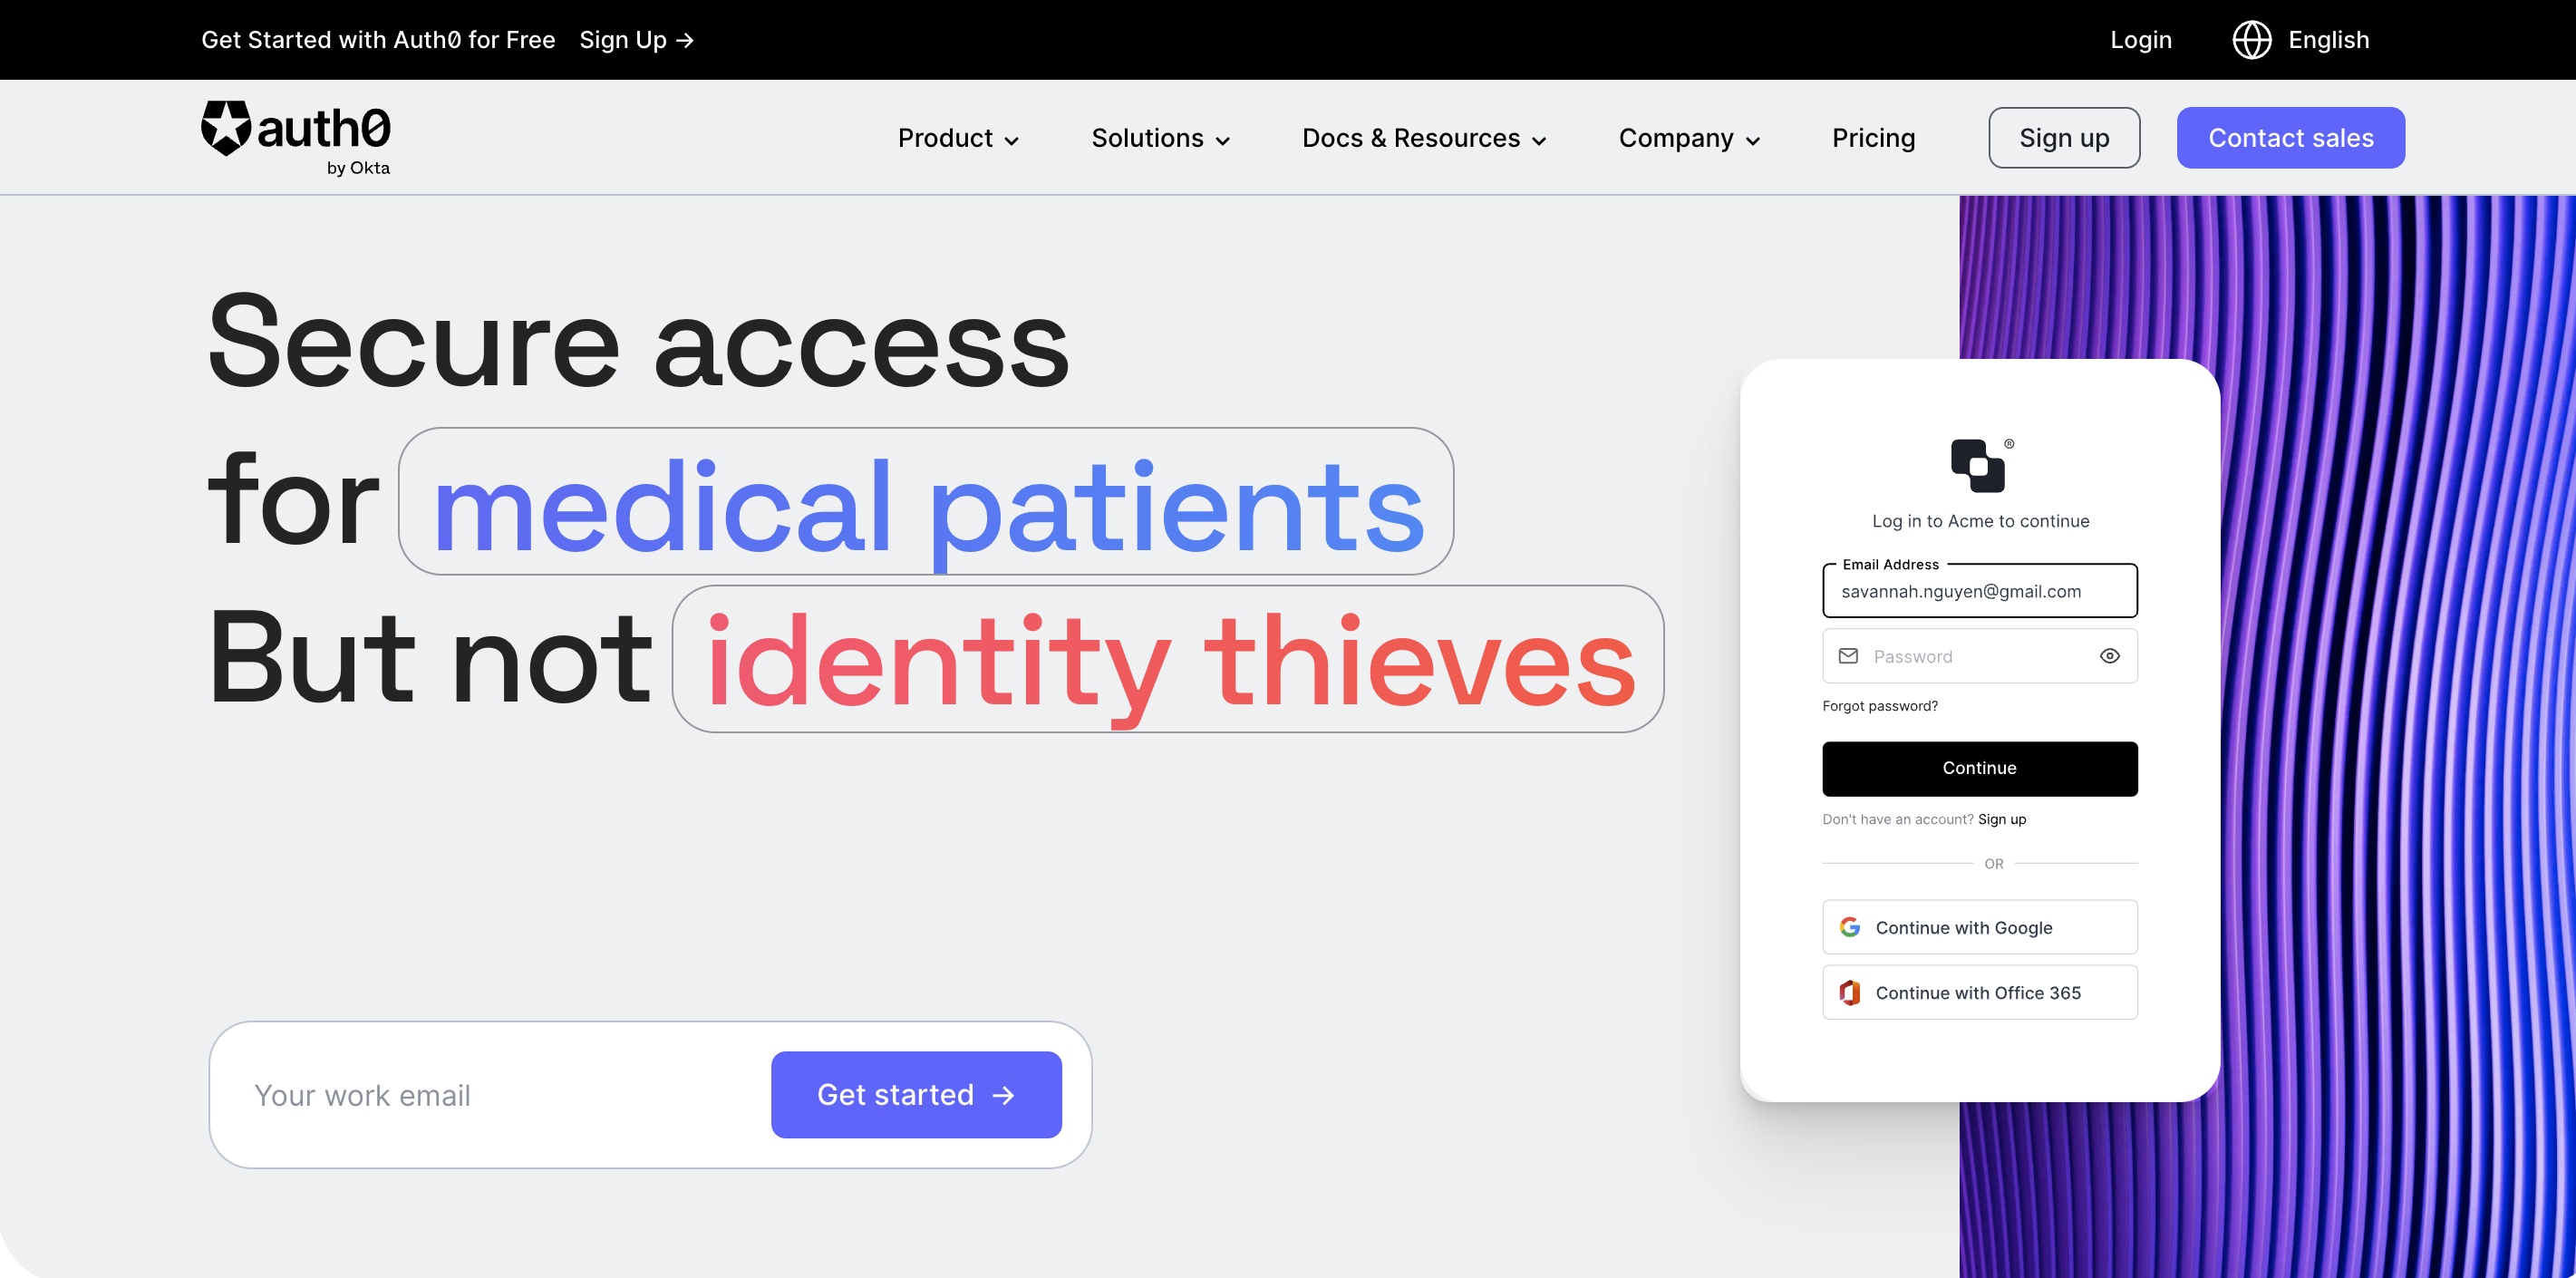 Get Started with Auth0 for Free Sign Up →
Login English
auth0
by Okta
Product Solutions Docs & Resources Company Pricing Sign up Contact sales
Secure access
for medical patients
But not identity thieves
Your work email
Get started →
®
Log in to Acme to continue
Email Address
savannah.nguyen@gmail.com
Password
Forgot password?
Continue
Don't have an account? Sign up
OR
Continue with Google
Continue with Office 365